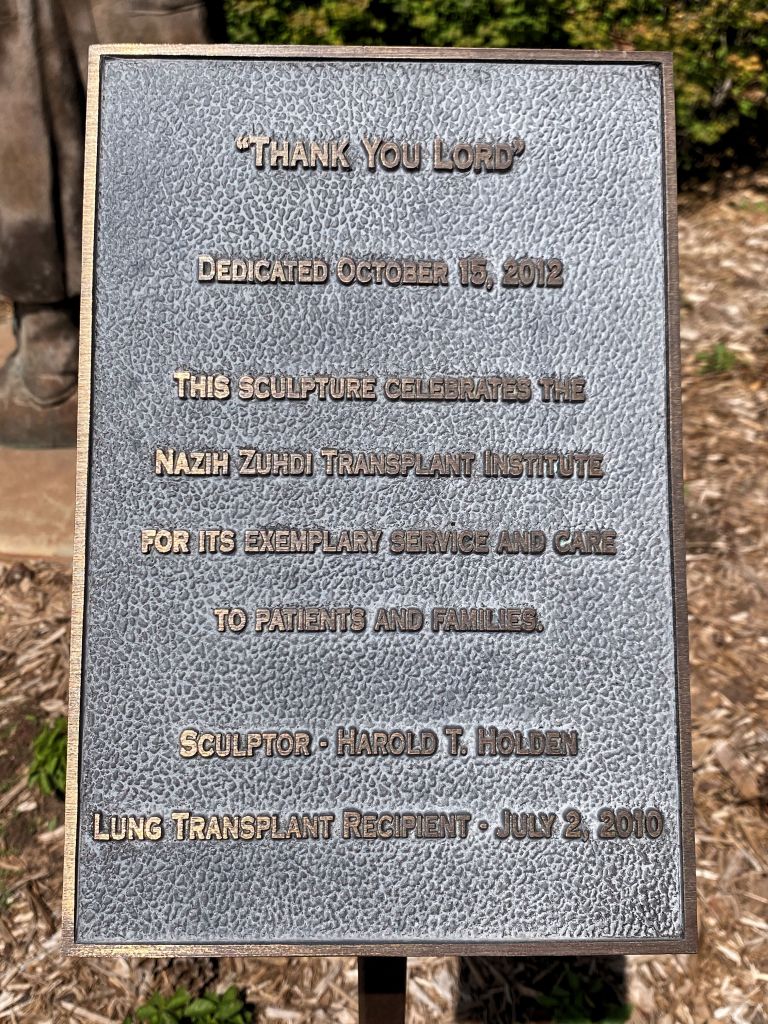 “Thank You Lord”
Dedicated October 15, 2012
This sculpture celebrates the
Nazih Zuhdi Transplant Institute
for its exemplary service and care
to patients and families.
Sculptor - Harold T. Holden
Lung Transplant Recipient - July 2, 2010